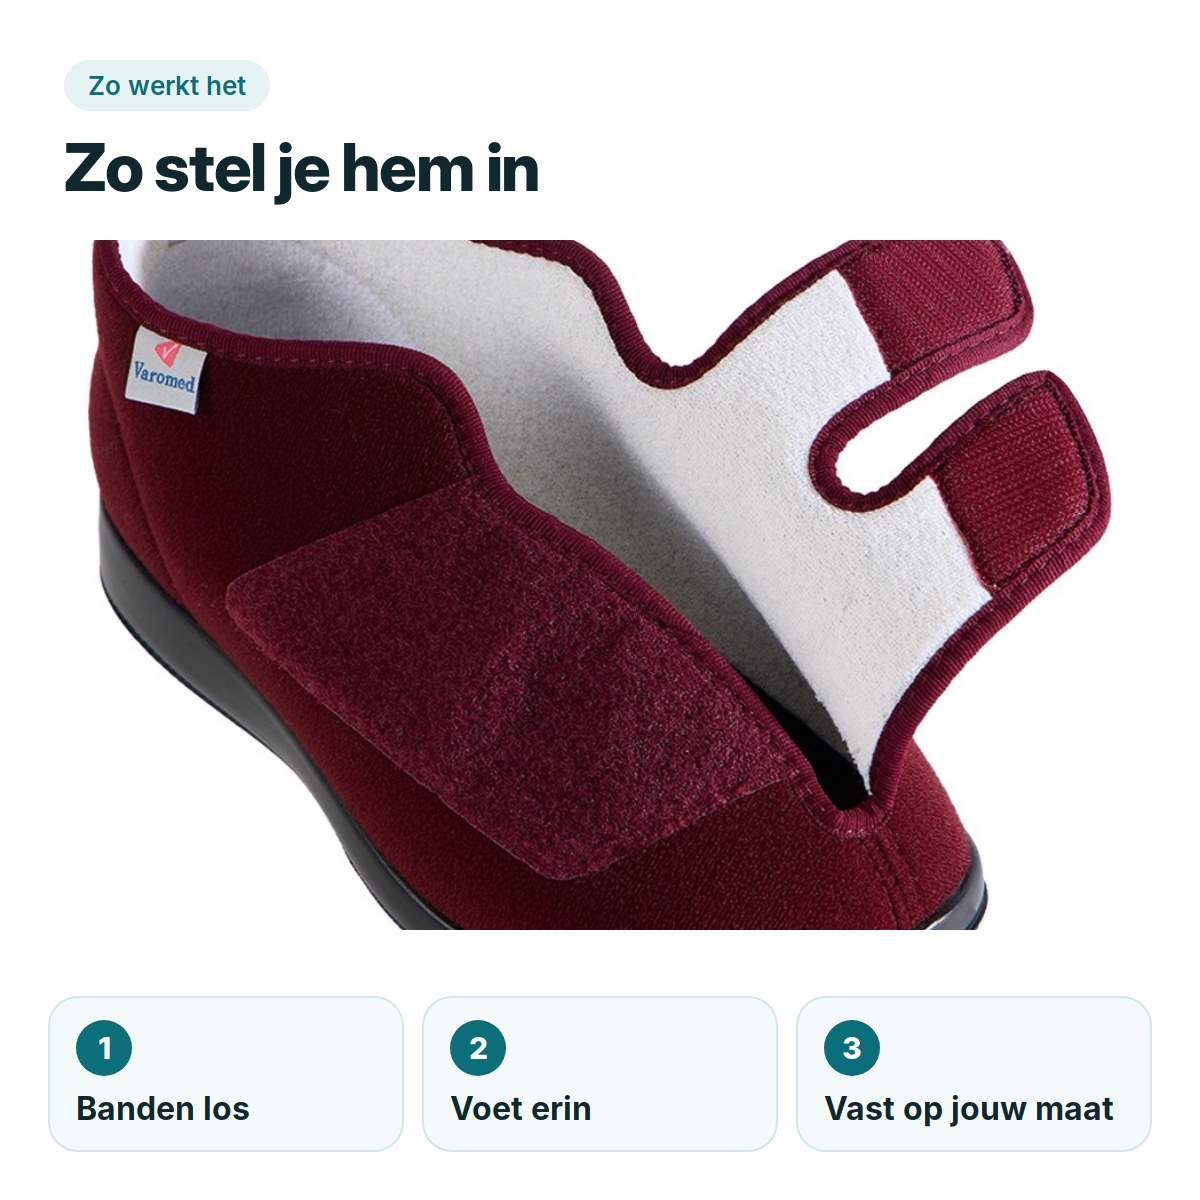 Zo werkt het
Zo stel je hem in
Varomed
1
Banden los
2
Voet erin
3
Vast op jouw maat